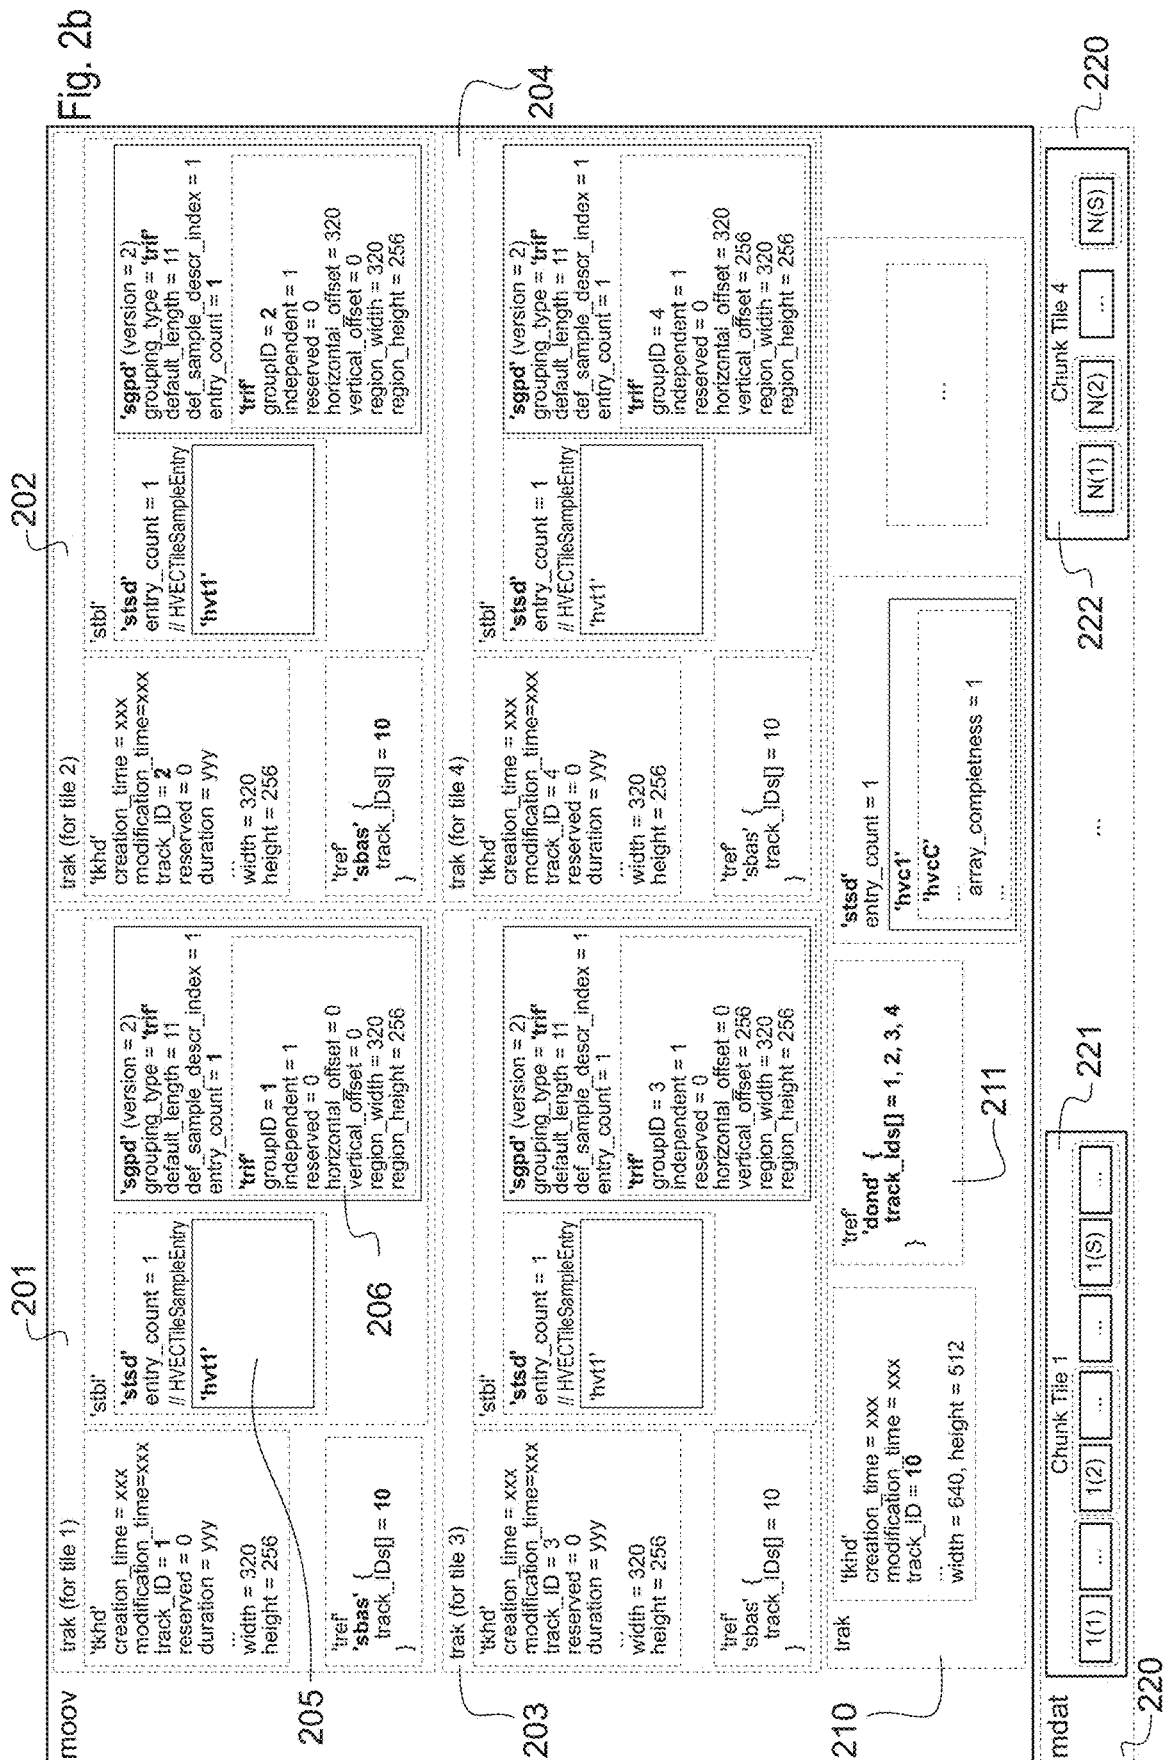 Fig. 2b
201
202
moov
trak (for tile 1)
'tkhd'
creation_time = xxx
modification_time=xxx
track_ID = 1
reserved = 0
duration = yyy
...
width = 320
height = 256
'tref'
'sbas' {
track_IDs[] = 10
}
'stbl'
'stsd'
entry_count = 1
// HVECTileSampleEntry
'hvt1'
'sgpd' (version = 2)
grouping_type = 'trif'
default_length = 11
def_sample_descr_index = 1
entry_count = 1
'trif'
groupID = 1
independent = 1
reserved = 0
horizontal_offset = 0
vertical_offset = 0
region_width = 320
region_height = 256
205
206
trak (for tile 2)
'tkhd'
creation_time = xxx
modification_time=xxx
track_ID = 2
reserved = 0
duration = yyy
...
width = 320
height = 256
'tref'
'sbas' {
track_IDs[] = 10
}
'stbl'
'stsd'
entry_count = 1
// HVECTileSampleEntry
'hvt1'
'sgpd' (version = 2)
grouping_type = 'trif'
default_length = 11
def_sample_descr_index = 1
entry_count = 1
'trif'
groupID = 2
independent = 1
reserved = 0
horizontal_offset = 320
vertical_offset = 0
region_width = 320
region_height = 256
203
trak (for tile 3)
'tkhd'
creation_time = xxx
modification_time=xxx
track_ID = 3
reserved = 0
duration = yyy
...
width = 320
height = 256
'tref'
'sbas' {
track_IDs[] = 10
}
'stbl'
'stsd'
entry_count = 1
// HVECTileSampleEntry
'hvt1'
'sgpd' (version = 2)
grouping_type = 'trif'
default_length = 11
def_sample_descr_index = 1
entry_count = 1
'trif'
groupID = 3
independent = 1
reserved = 0
horizontal_offset = 0
vertical_offset = 256
region_width = 320
region_height = 256
204
trak (for tile 4)
'tkhd'
creation_time = xxx
modification_time=xxx
track_ID = 4
reserved = 0
duration = yyy
...
width = 320
height = 256
'tref'
'sbas' {
track_IDs[] = 10
}
'stbl'
'stsd'
entry_count = 1
// HVECTileSampleEntry
'hvt1'
'sgpd' (version = 2)
grouping_type = 'trif'
default_length = 11
def_sample_descr_index = 1
entry_count = 1
'trif'
groupID = 4
independent = 1
reserved = 0
horizontal_offset = 320
vertical_offset = 256
region_width = 320
region_height = 256
210
trak
'tkhd'
creation_time = xxx
modification_time = xxx
track_ID = 10
...
width = 640, height = 512
'tref'
'dond' {
track_Ids[] = 1, 2, 3, 4
}
211
'stsd'
entry_count = 1
'hvc1'
'hvcC'
...
array_completness = 1
...
...
mdat
Chunk Tile 1
1(1) ... 1(2) ... ... 1(S) ...
221
...
222
Chunk Tile 4
N(1) N(2) ... N(S)
220
220